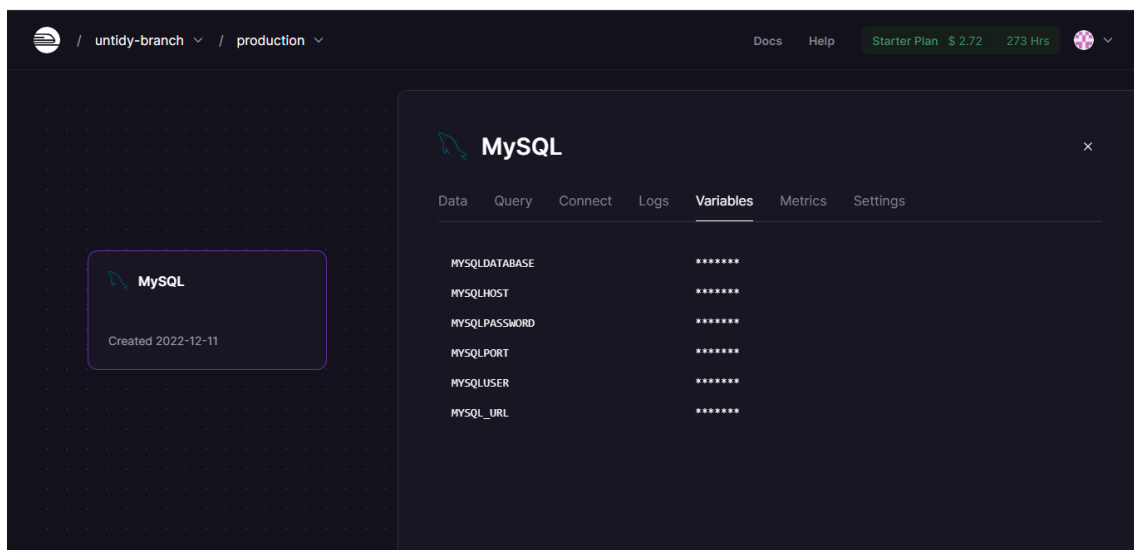 / untidy-branch / production Docs Help Starter Plan $ 2.72 273 Hrs
MySQL
Data Query Connect Logs Variables Metrics Settings
MySQL
Created 2022-12-11
MYSQLDATABASE *******
MYSQLHOST *******
MYSQLPASSWORD *******
MYSQLPORT *******
MYSQLUSER *******
MYSQL_URL *******